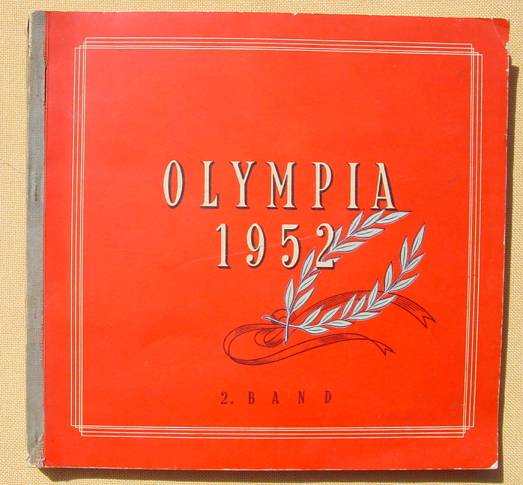 OLYMPIA
1952
2. BAND